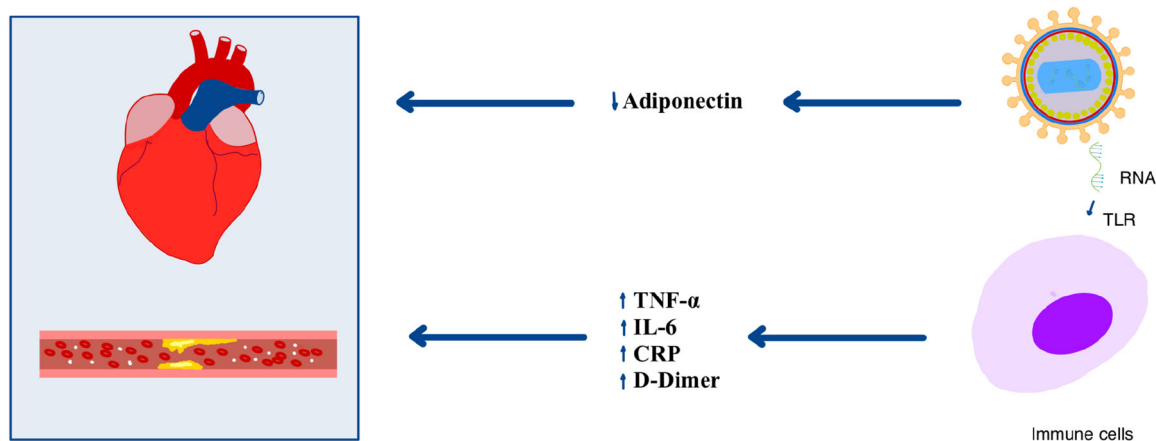 ↓ Adiponectin
RNA
TLR
↑ TNF-α
↑ IL-6
↑ CRP
↑ D-Dimer
Immune cells